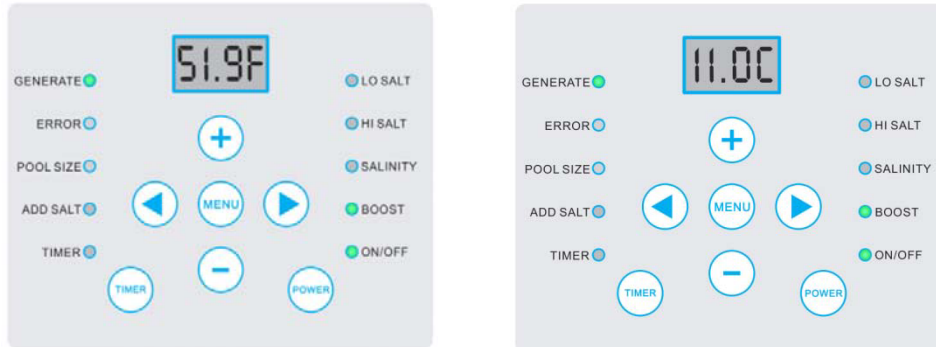 51.9F
GENERATE
LO SALT
ERROR
HI SALT
POOL SIZE
SALINITY
ADD SALT
MENU
BOOST
TIMER
ON/OFF
TIMER
POWER
11.0C
GENERATE
LO SALT
ERROR
HI SALT
POOL SIZE
SALINITY
ADD SALT
MENU
BOOST
TIMER
ON/OFF
TIMER
POWER